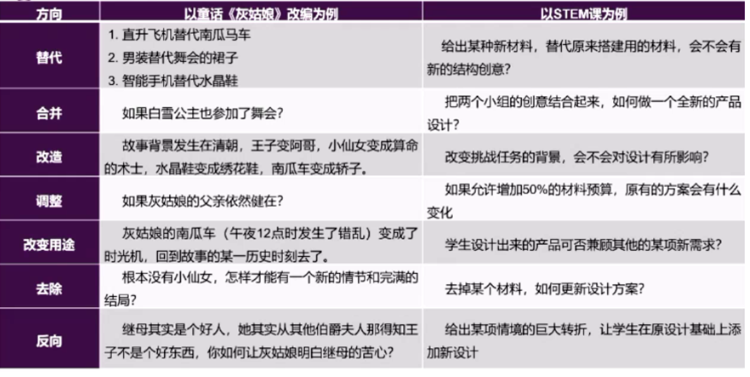 方向
以童话《灰姑娘》改编为例
以STEM课为例
替代
1. 直升飞机替代南瓜马车
2. 男装替代舞会的裙子
3. 智能手机替代水晶鞋
给出某种新材料，替代原来搭建用的材料，会不会有
新的结构创意？
合并
如果白雪公主也参加了舞会？
把两个小组的创意结合起来，如何做一个全新的产品
设计？
改造
故事背景发生在清朝，王子变阿哥，小仙女变成算命
的术士，水晶鞋变成绣花鞋，南瓜车变成轿子。
改变挑战任务的背景，会不会对设计有所影响？
调整
如果灰姑娘的父亲依然健在？
如果允许增加50%的材料预算，原有的方案会有什么
变化
改变用途
灰姑娘的南瓜车（午夜12点时发生了错乱）变成了
时光机，回到故事的某一历史时刻去了。
学生设计出来的产品可否兼顾其他的某项新需求？
去除
根本没有小仙女，怎样才能有一个新的情节和完满的
结局？
去掉某个材料，如何更新设计方案？
反向
继母其实是个好人，她其实从其他伯爵夫人那得知王
子不是个好东西，你如何让灰姑娘明白继母的苦心？
给出某项情境的巨大转折，让学生在原设计基础上添
加新设计